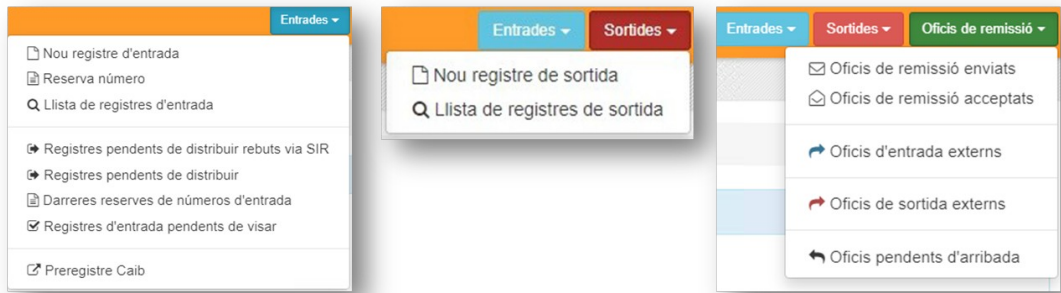 Entrades
Nou registre d'entrada
Reserva número
Llista de registres d'entrada
Registres pendents de distribuir rebuts via SIR
Registres pendents de distribuir
Darreres reserves de números d'entrada
Registres d'entrada pendents de visar
Preregistre Caib
Entrades Sortides
Nou registre de sortida
Llista de registres de sortida
Entrades Sortides Oficis de remissió
Oficis de remissió enviats
Oficis de remissió acceptats
Oficis d'entrada externs
Oficis de sortida externs
Oficis pendents d'arribada